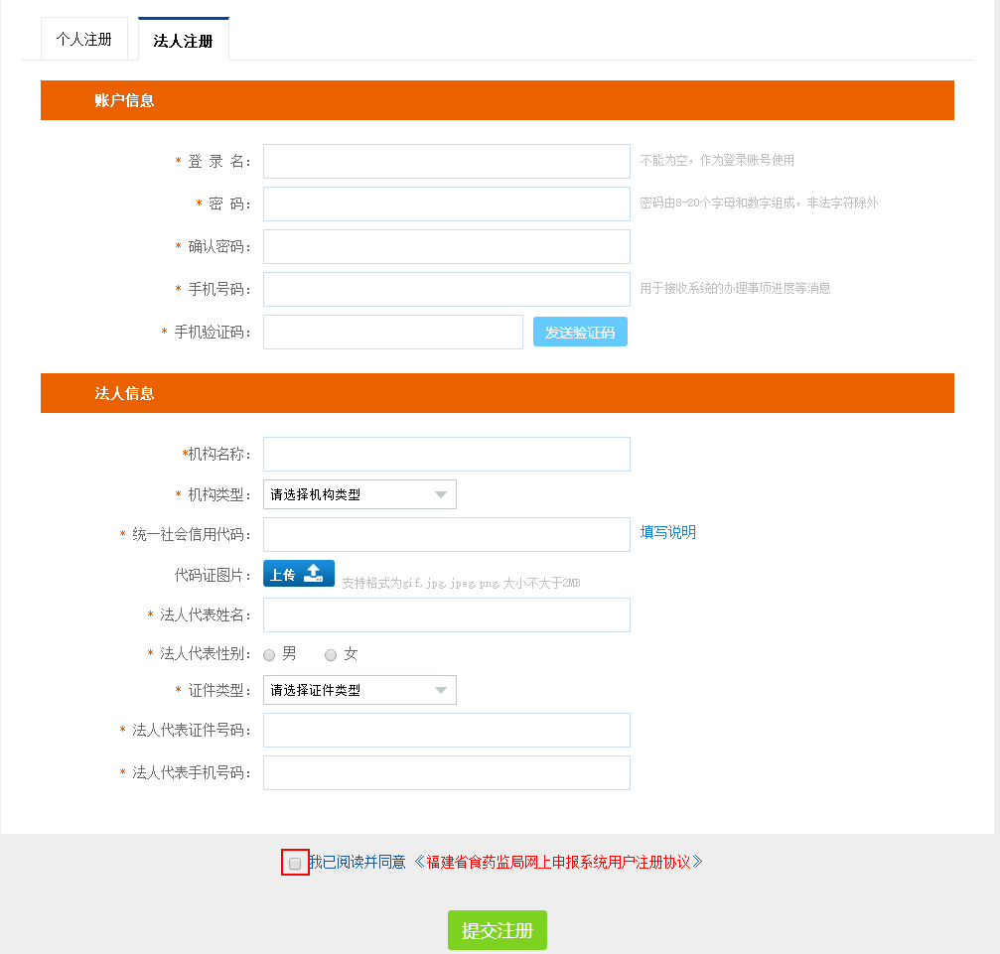 个人注册 法人注册
账户信息
* 登 录 名： 不能为空，作为登录账号使用
* 密 码： 密码由8-20个字母和数字组成，非法字符除外
* 确认密码：
* 手机号码： 用于接收系统的办理事项进度等消息
* 手机验证码： 发送验证码
法人信息
*机构名称：
* 机构类型： 请选择机构类型
* 统一社会信用代码： 填写说明
代码证图片： 上传 支持格式为gif,jpg,jpeg,png,大小不大于2MB
* 法人代表姓名：
* 法人代表性别： 男 女
* 证件类型： 请选择证件类型
* 法人代表证件号码：
* 法人代表手机号码：
我已阅读并同意《福建省食药监局网上申报系统用户注册协议》
提交注册